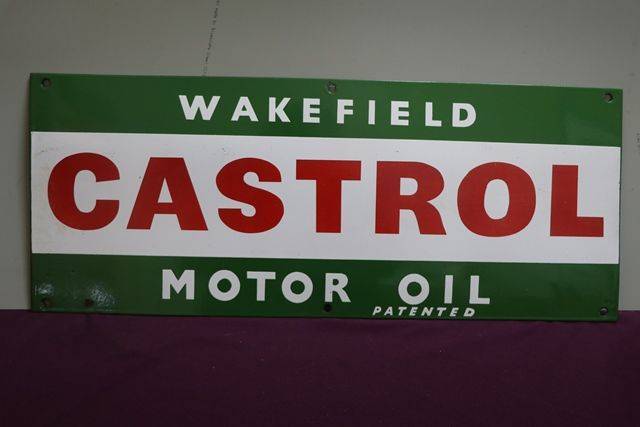 WAKEFIELD
CASTROL
MOTOR OIL
PATENTED